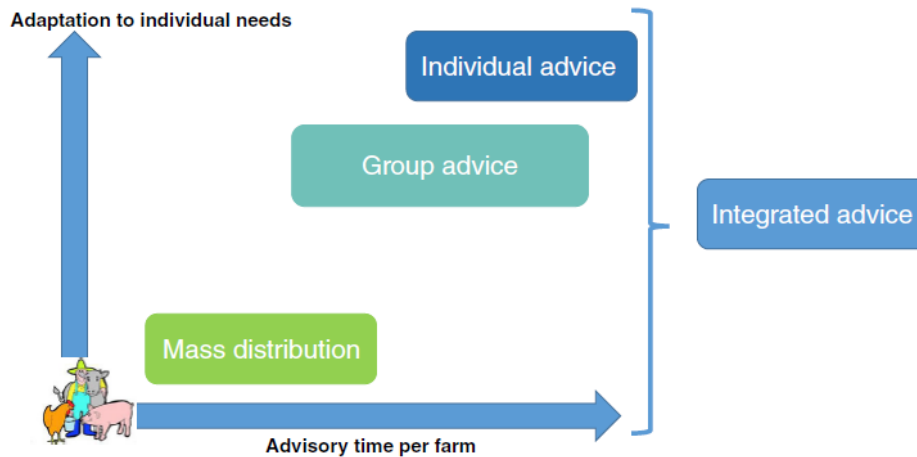 Adaptation to individual needs
Individual advice
Group advice
Integrated advice
Mass distribution
Advisory time per farm